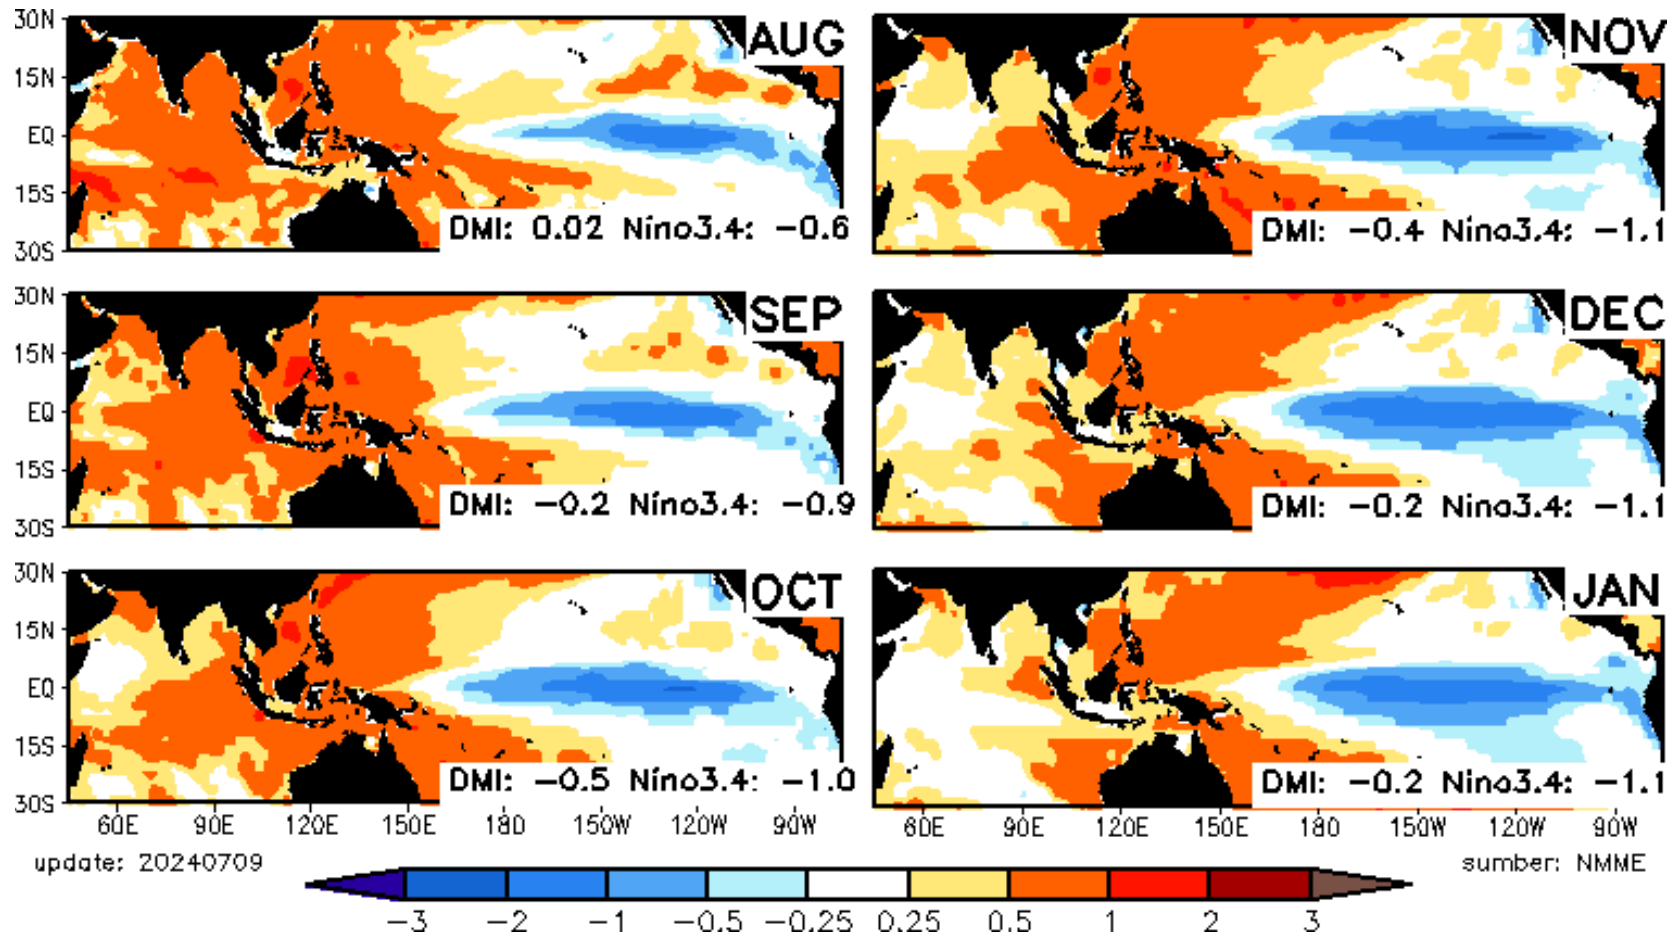 30N
15N
EQ
15S
30S
AUG
DMI: 0.02 Nino3.4: −0.6
NOV
DMI: −0.4 Nino3.4: −1.1
30N
15N
EQ
15S
30S
SEP
DMI: −0.2 Nino3.4: −0.9
DEC
DMI: −0.2 Nino3.4: −1.1
30N
15N
EQ
15S
30S
OCT
DMI: −0.5 Nino3.4: −1.0
JAN
DMI: −0.2 Nino3.4: −1.1
60E 90E 120E 150E 180 150W 120W 90W
60E 90E 120E 150E 180 150W 120W 90W
update: 20240709
sumber: NMME
−3 −2 −1 −0.5 −0.25 0.25 0.5 1 2 3